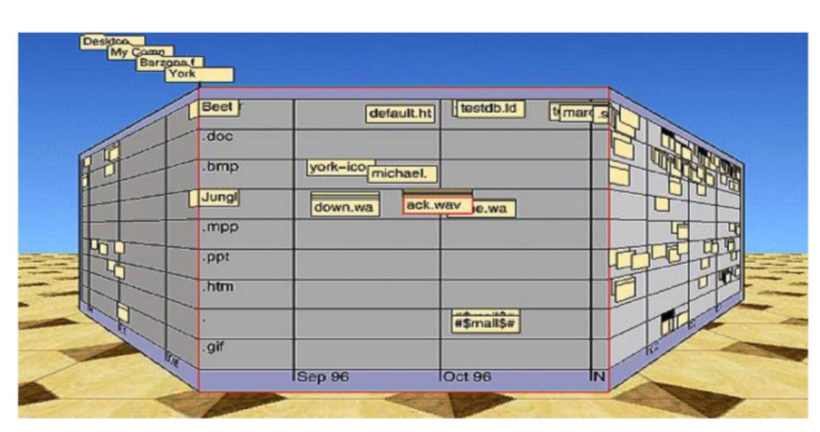 Desktop
My Comp
Barzona.f
York
Beet
default.ht
testdb.ld
marc
.s
.doc
.bmp
york-ico
michael.
Jungl
down.wa
ack.wav
e.wa
.mpp
.ppt
.htm
.
#$mail$#
.gif
Sep 96
Oct 96
N